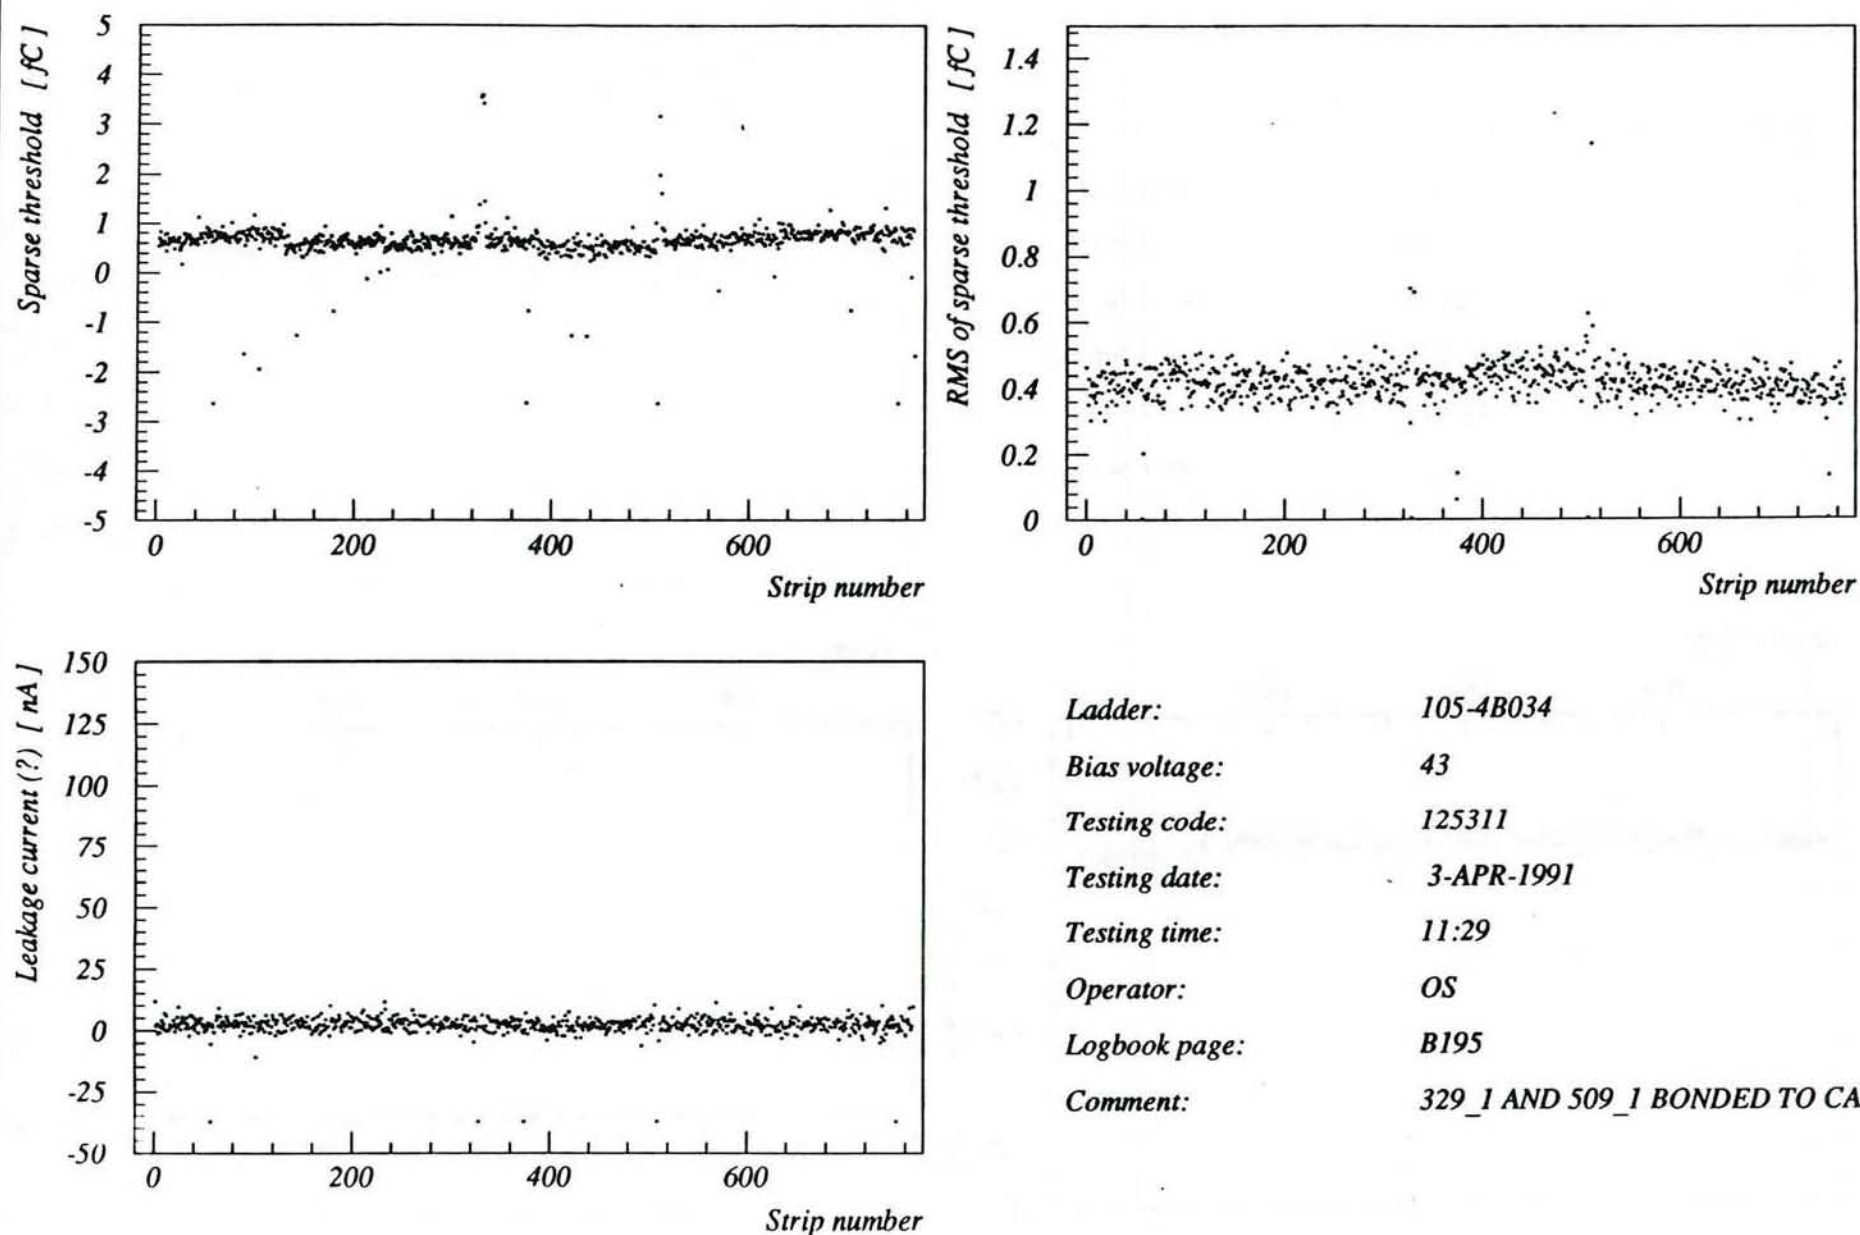 Sparse threshold [fC]
5
4
3
2
1
0
-1
-2
-3
-4
-5
0 200 400 600
Strip number
RMS of sparse threshold [fC]
1.4
1.2
1
0.8
0.6
0.4
0.2
0
0 200 400 600
Strip number
Leakage current (?) [nA]
150
125
100
75
50
25
0
-25
-50
0 200 400 600
Strip number
Ladder: 105-4B034
Bias voltage: 43
Testing code: 125311
Testing date: 3-APR-1991
Testing time: 11:29
Operator: OS
Logbook page: B195
Comment: 329_1 AND 509_1 BONDED TO CA